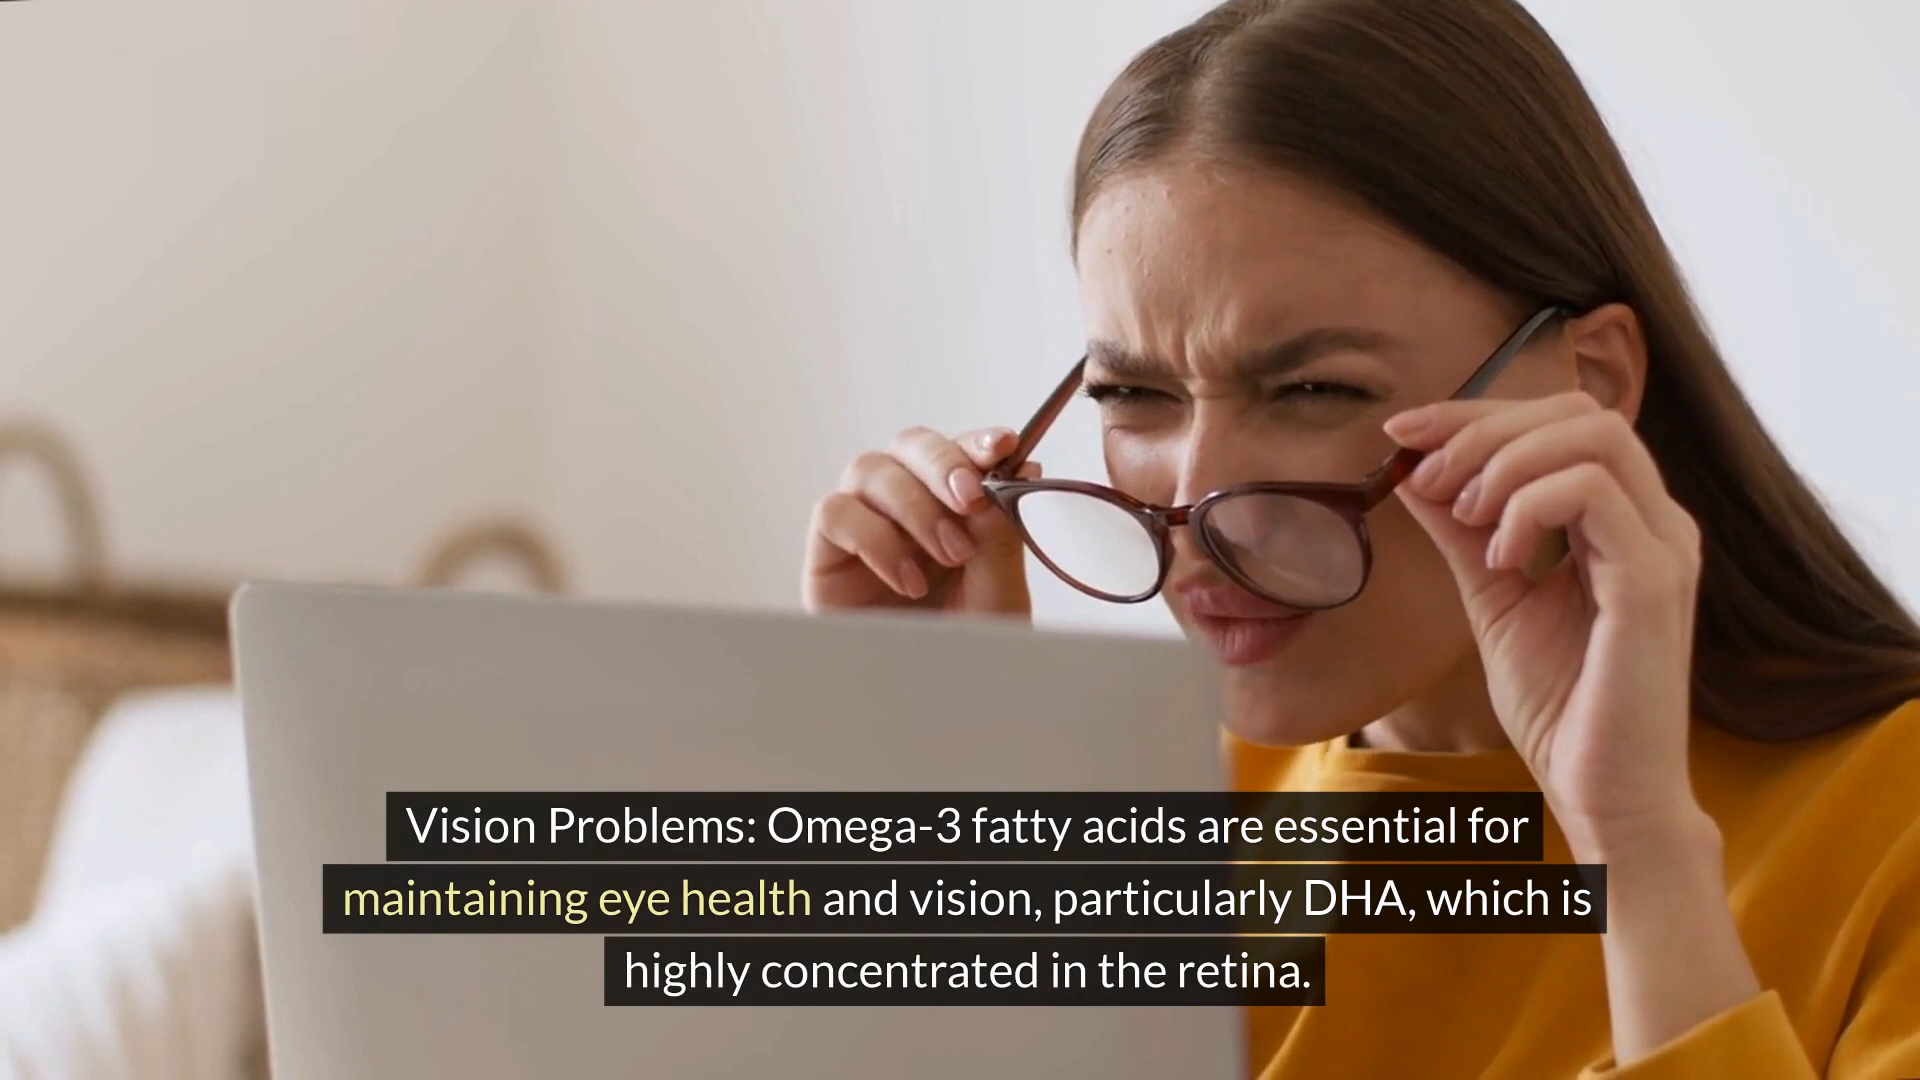 Vision Problems: Omega-3 fatty acids are essential for
maintaining eye health and vision, particularly DHA, which is
highly concentrated in the retina.